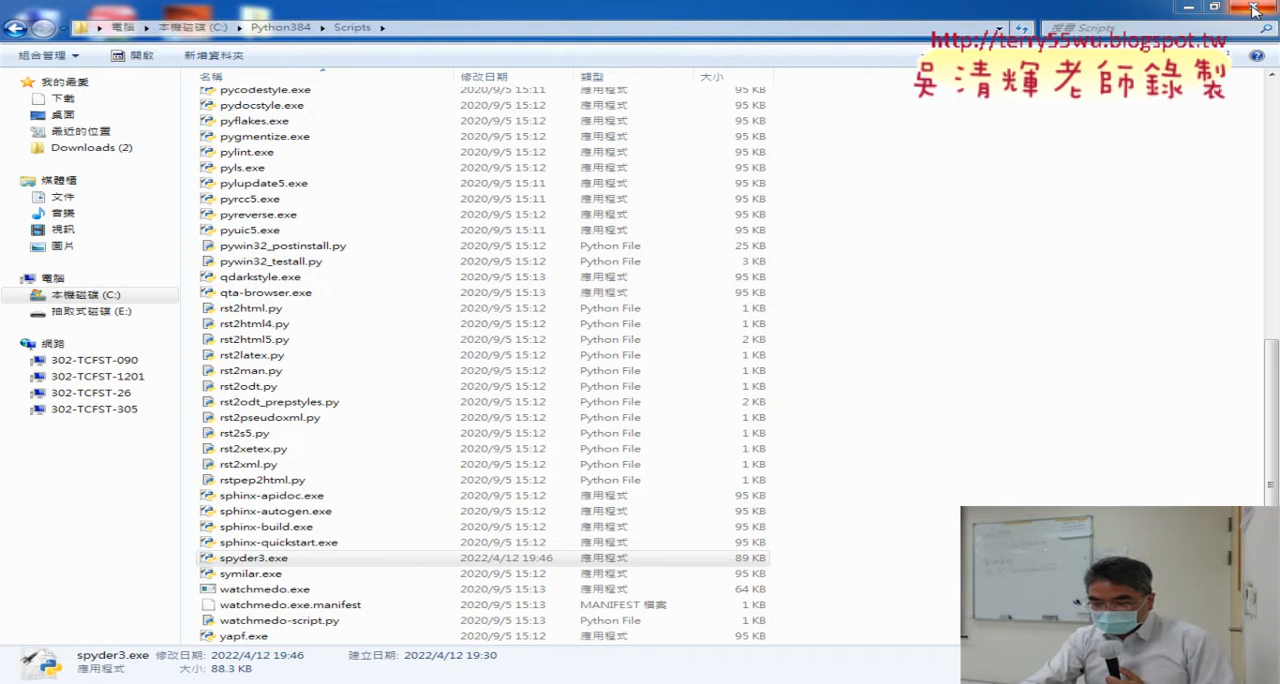 電腦 本機磁碟 (C:) Python384 Scripts
搜尋 Scripts
組合管理 開啟 新增資料夾
http://terry55wu.blogspot.tw
吳清輝老師錄製
名稱 修改日期 類型 大小
pycodestyle.exe 2020/9/5 15:11 應用程式 95 KB
pydocstyle.exe 2020/9/5 15:11 應用程式 95 KB
pyflakes.exe 2020/9/5 15:12 應用程式 95 KB
pygmentize.exe 2020/9/5 15:12 應用程式 95 KB
pylint.exe 2020/9/5 15:12 應用程式 95 KB
pyls.exe 2020/9/5 15:12 應用程式 95 KB
pylupdate5.exe 2020/9/5 15:11 應用程式 95 KB
pyrcc5.exe 2020/9/5 15:11 應用程式 95 KB
pyreverse.exe 2020/9/5 15:12 應用程式 95 KB
pyuic5.exe 2020/9/5 15:11 應用程式 95 KB
pywin32_postinstall.py 2020/9/5 15:12 Python File 25 KB
pywin32_testall.py 2020/9/5 15:12 Python File 3 KB
qdarkstyle.exe 2020/9/5 15:13 應用程式 95 KB
qta-browser.exe 2020/9/5 15:13 應用程式 95 KB
rst2html.py 2020/9/5 15:12 Python File 1 KB
rst2html4.py 2020/9/5 15:12 Python File 1 KB
rst2html5.py 2020/9/5 15:12 Python File 2 KB
rst2latex.py 2020/9/5 15:12 Python File 1 KB
rst2man.py 2020/9/5 15:12 Python File 1 KB
rst2odt.py 2020/9/5 15:12 Python File 1 KB
rst2odt_prepstyles.py 2020/9/5 15:12 Python File 2 KB
rst2pseudoxml.py 2020/9/5 15:12 Python File 1 KB
rst2s5.py 2020/9/5 15:12 Python File 1 KB
rst2xetex.py 2020/9/5 15:12 Python File 1 KB
rst2xml.py 2020/9/5 15:12 Python File 1 KB
rstpep2html.py 2020/9/5 15:12 Python File 1 KB
sphinx-apidoc.exe 2020/9/5 15:12 應用程式 95 KB
sphinx-autogen.exe 2020/9/5 15:12 應用程式 95 KB
sphinx-build.exe 2020/9/5 15:12 應用程式 95 KB
sphinx-quickstart.exe 2020/9/5 15:12 應用程式 95 KB
spyder3.exe 2022/4/12 19:46 應用程式 89 KB
symilar.exe 2020/9/5 15:12 應用程式 95 KB
watchmedo.exe 2020/9/5 15:13 應用程式 64 KB
watchmedo.exe.manifest 2020/9/5 15:13 MANIFEST 檔案 1 KB
watchmedo-script.py 2020/9/5 15:13 Python File 1 KB
yapf.exe 2020/9/5 15:12 應用程式 95 KB
我的最愛
下載
桌面
最近的位置
Downloads (2)
媒體櫃
文件
音樂
視訊
圖片
電腦
本機磁碟 (C:)
抽取式磁碟 (E:)
網路
302-TCFST-090
302-TCFST-1201
302-TCFST-26
302-TCFST-305
spyder3.exe 修改日期: 2022/4/12 19:46 建立日期: 2022/4/12 19:30
應用程式 大小: 88.3 KB